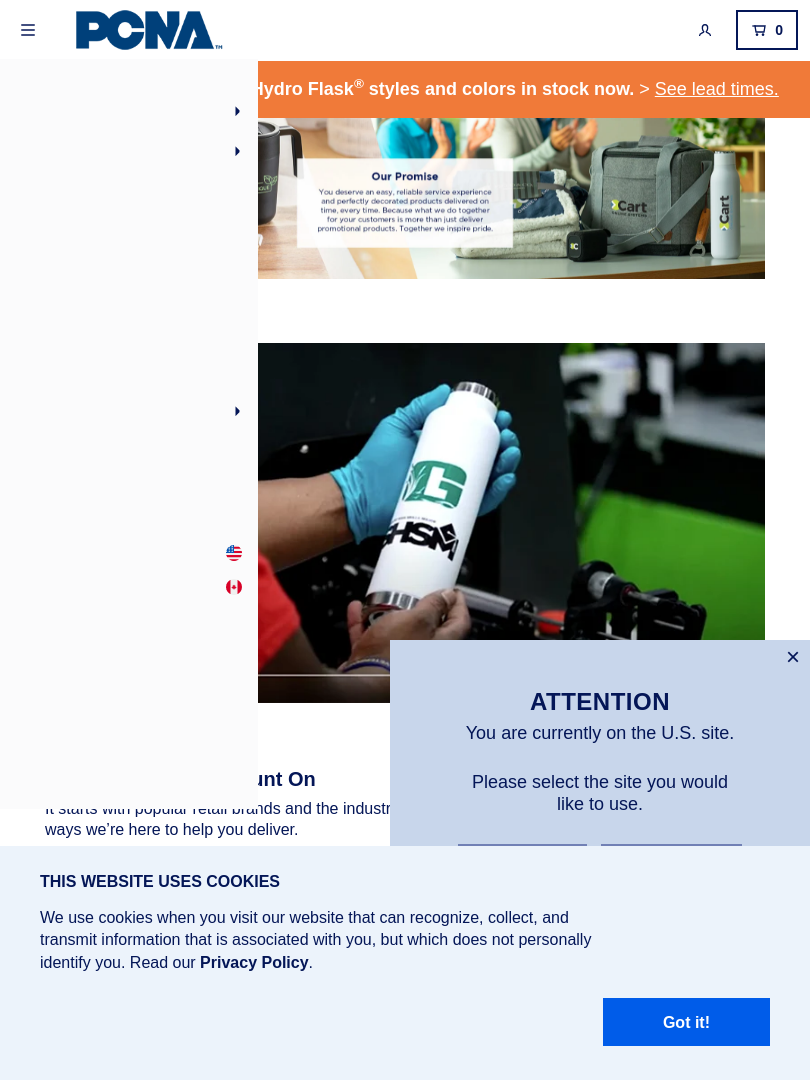 PCNA™
0
Hydro Flask® styles and colors in stock now. > See lead times.
Our Promise
You deserve an easy, reliable service experience
and perfectly decorated products delivered on
time, every time. Because what we do together
for your customers is more than just deliver
promotional products. Together we inspire pride.
Cart
Cart
C
G
GHSM
ATTENTION
You are currently on the U.S. site.
Please select the site you would
like to use.
On
It starts with popular retail brands and the
ways we're here to help you deliver.
THIS WEBSITE USES COOKIES
We use cookies when you visit our website that can recognize, collect, and
transmit information that is associated with you, but which does not personally
identify you. Read our Privacy Policy.
Got it!